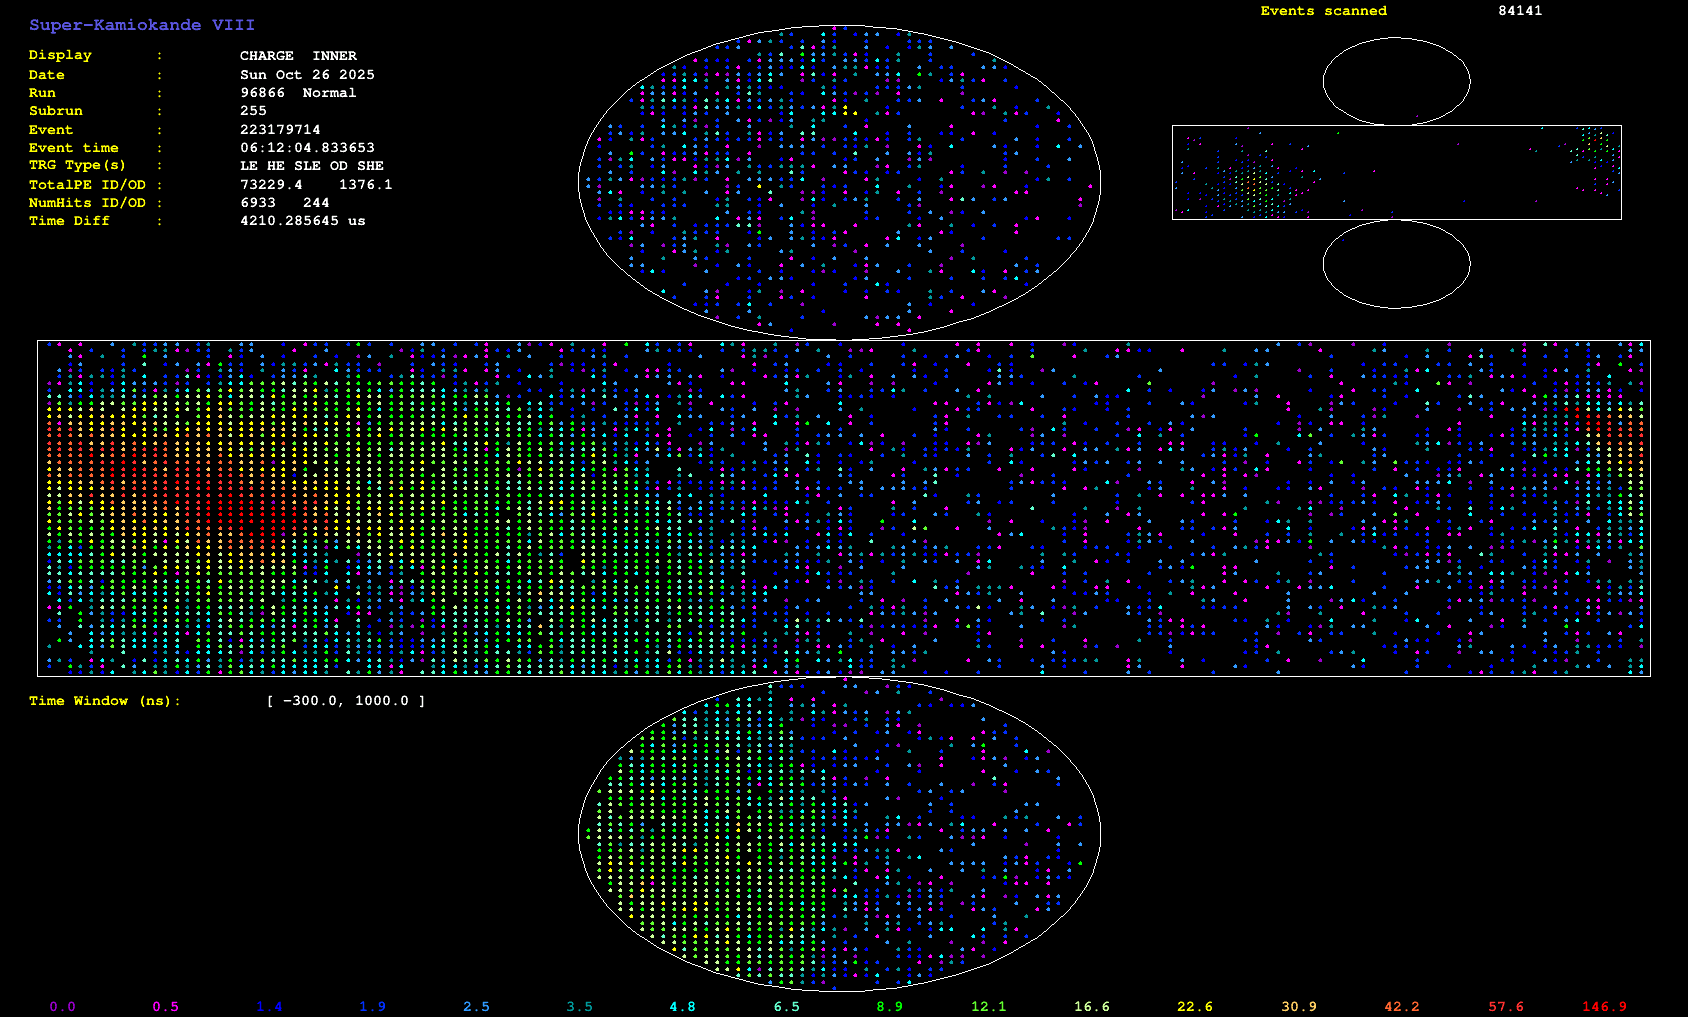 Super-Kamiokande VIII
Events scanned 84141
Display : CHARGE INNER
Date : Sun Oct 26 2025
Run : 96866 Normal
Subrun : 255
Event : 223179714
Event time : 06:12:04.833653
TRG Type(s) : LE HE SLE OD SHE
TotalPE ID/OD : 73229.4 1376.1
NumHits ID/OD : 6933 244
Time Diff : 4210.285645 us
Time Window (ns): [ -300.0, 1000.0 ]
0.0 0.5 1.4 1.9 2.5 3.5 4.8 6.5 8.9 12.1 16.6 22.6 30.9 42.2 57.6 146.9